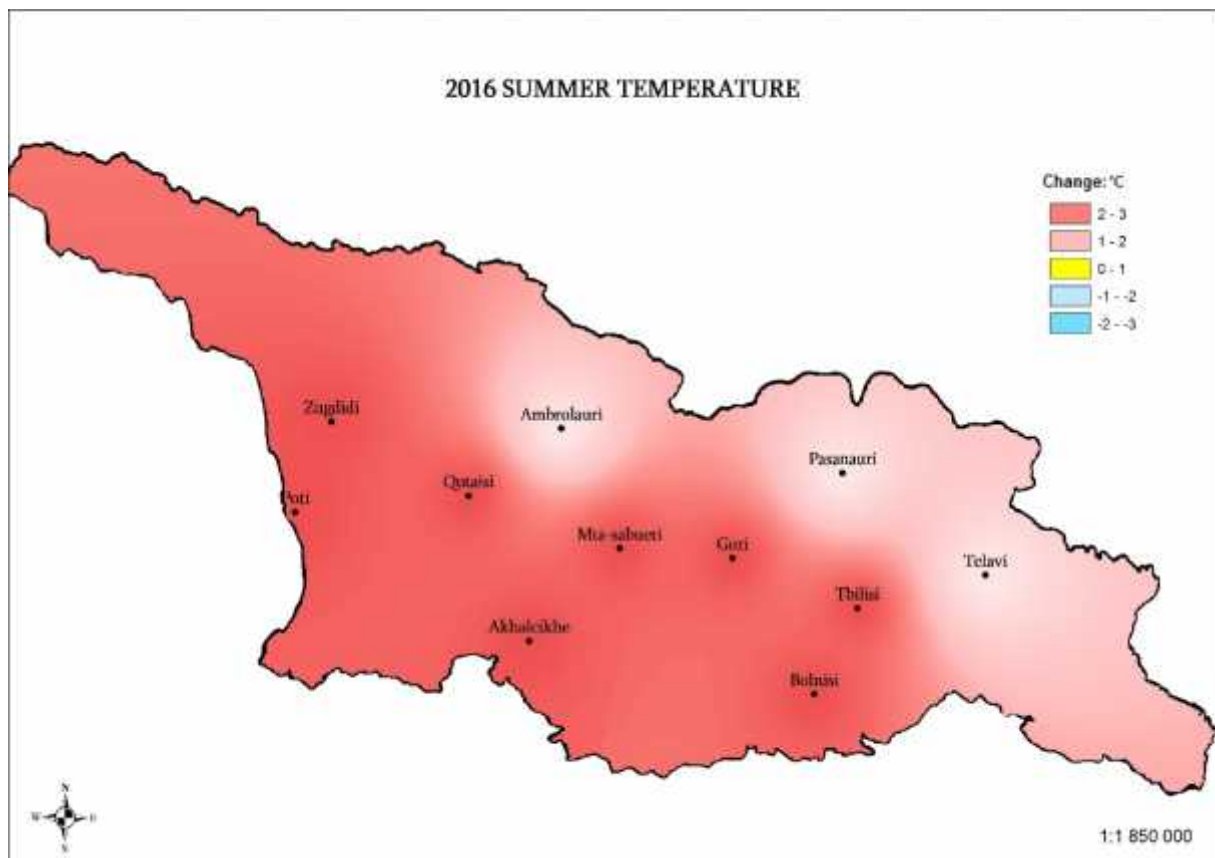 2016 SUMMER TEMPERATURE
Change: °C
2 - 3
1 - 2
0 - 1
-1 - -2
-2 - -3
Zugdidi
Ambrolauri
Pasanauri
Qutaisi
Poti
Mta-sabueti
Gori
Telavi
Tbilisi
Akhalcikhe
Bolnisi
N
W
S
1:1 850 000